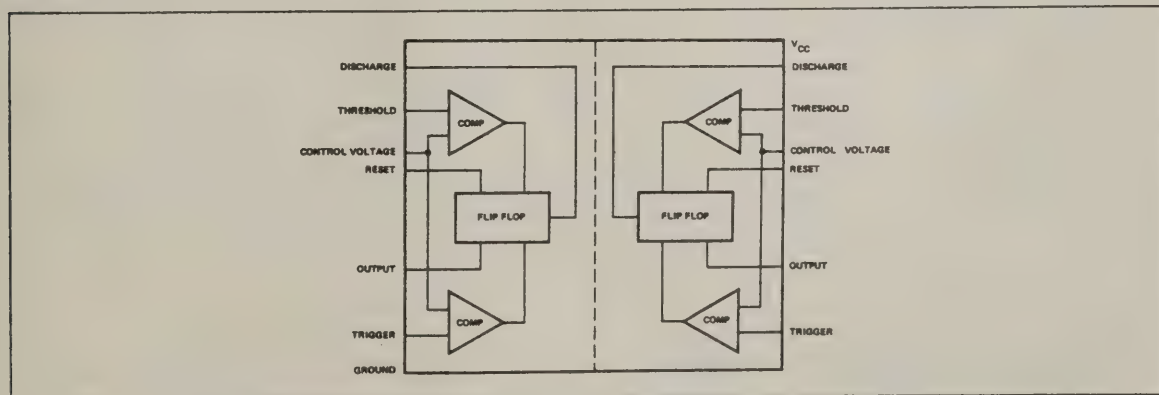 V_CC
DISCHARGE
DISCHARGE
THRESHOLD
COMP
COMP
THRESHOLD
CONTROL VOLTAGE
CONTROL VOLTAGE
RESET
RESET
FLIP FLOP
FLIP FLOP
OUTPUT
OUTPUT
COMP
COMP
TRIGGER
TRIGGER
GROUND